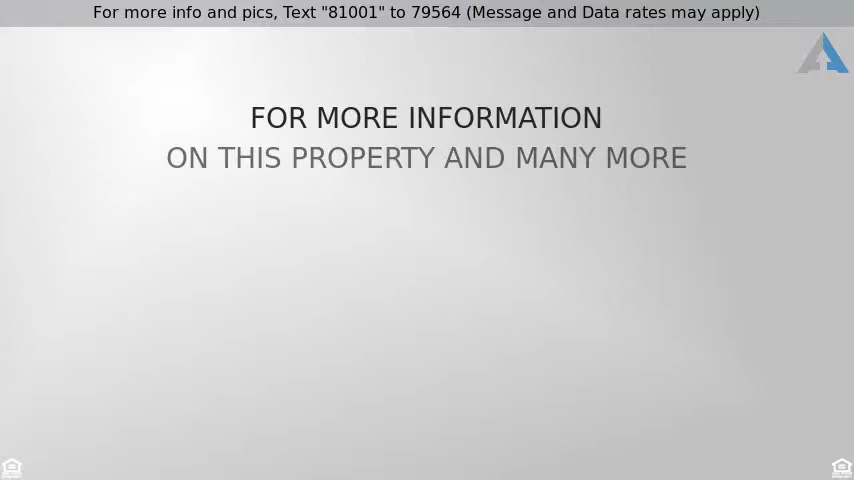 For more info and pics, Text "81001" to 79564 (Message and Data rates may apply)
FOR MORE INFORMATION
ON THIS PROPERTY AND MANY MORE